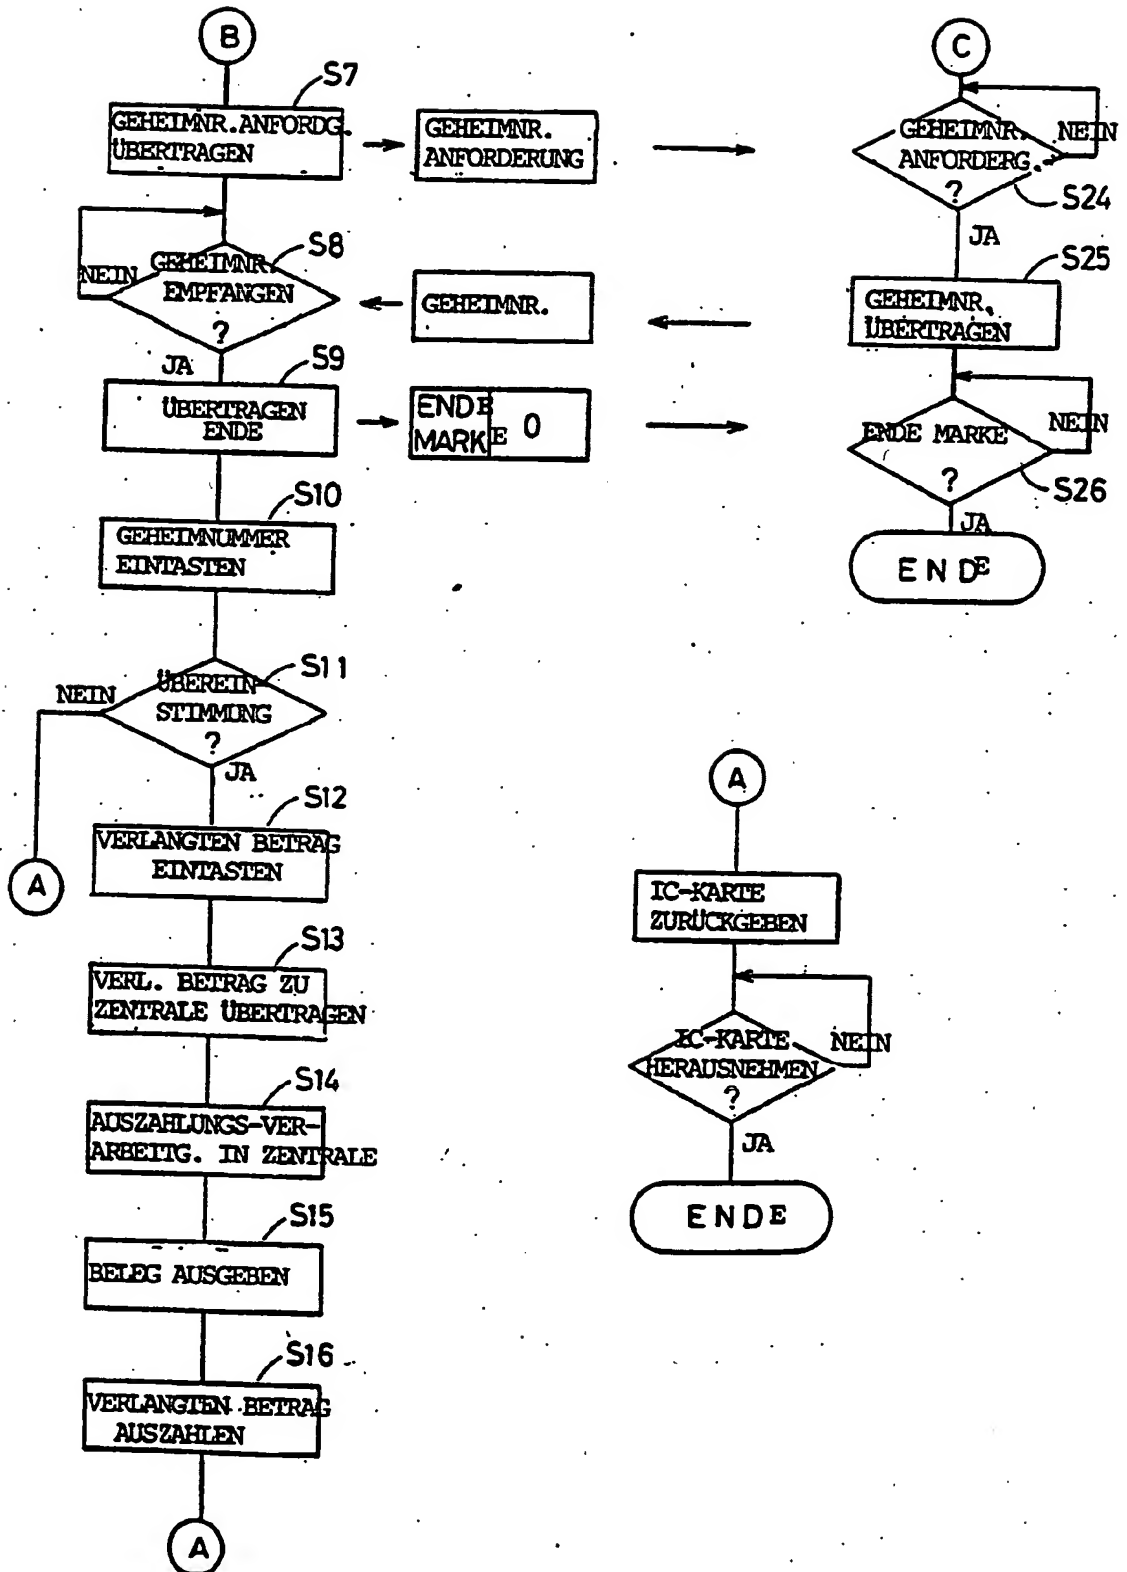 B
S7
GEHEIMNR.ANFORDG.
ÜBERTRAGEN
GEHEIMNR.
ANFORDERUNG
S8
NEIN
GEHEIMNR.
EMPFANGEN
?
JA
GEHEIMNR.
S9
ÜBERTRAGEN
ENDE
ENDE
MARKE
0
S10
GEHEIMNUMMER
EINTASTEN
S11
NEIN
ÜBEREIN-
STIMMUNG
?
JA
A
S12
VERLANGTEN BETRAG
EINTASTEN
S13
VERL. BETRAG ZU
ZENTRALE ÜBERTRAGEN
S14
AUSZAHLUNGS-VER-
ARBEITG. IN ZENTRALE
S15
BELEG AUSGEBEN
S16
VERLANGTEN BETRAG
AUSZAHLEN
A
C
GEHEIMNR.
ANFORDERG.
?
NEIN
S24
JA
S25
GEHEIMNR.
ÜBERTRAGEN
ENDE MARKE
?
NEIN
S26
JA
ENDE
A
IC-KARTE
ZURÜCKGEBEN
IC-KARTE
HERAUSNEHMEN
?
NEIN
JA
ENDE